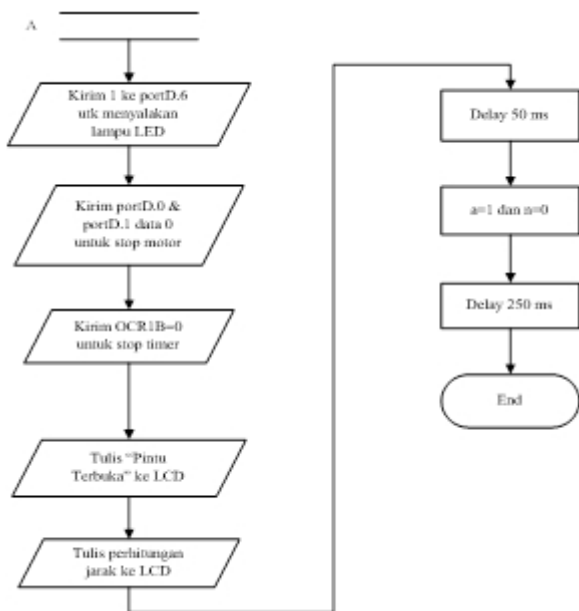 A
Kirim 1 ke portD.6
utk menyalakan
lampu LED
Kirim portD.0 &
portD.1 data 0
untuk stop motor
Kirim OCR1B=0
untuk stop timer
Tulis “Pintu
Terbuka” ke LCD
Tulis perhitungan
jarak ke LCD
Delay 50 ms
a=1 dan n=0
Delay 250 ms
End